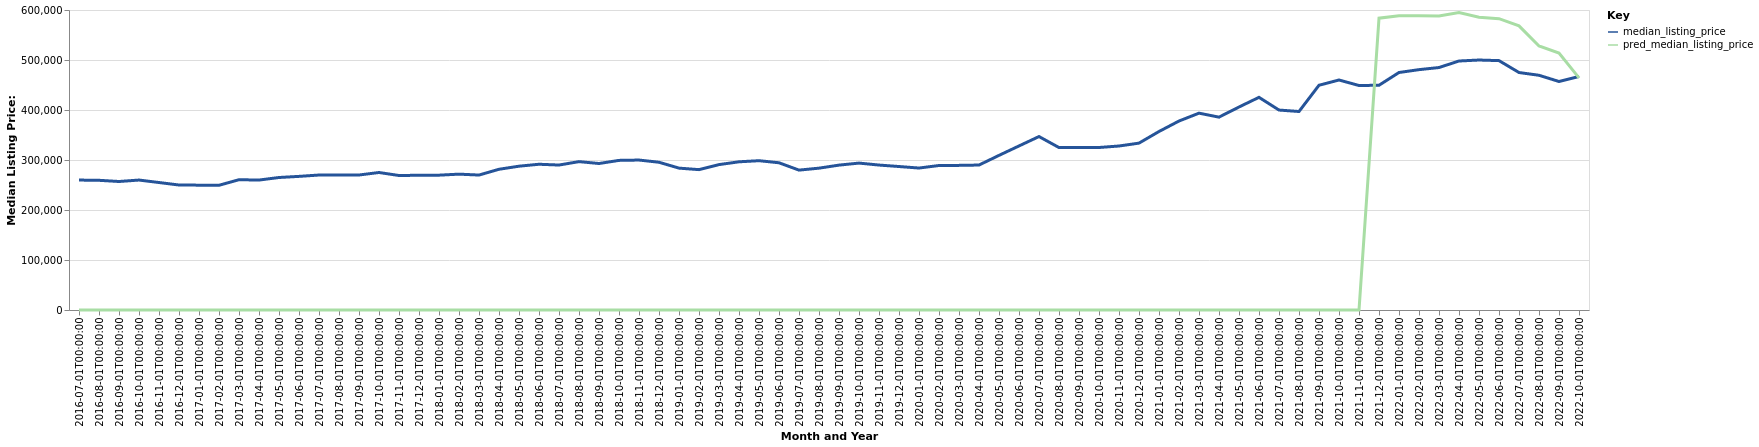 600,000
500,000
400,000
300,000
200,000
100,000
0
Median Listing Price:
2016-07-01T00:00:00
2016-08-01T00:00:00
2016-09-01T00:00:00
2016-10-01T00:00:00
2016-11-01T00:00:00
2016-12-01T00:00:00
2017-01-01T00:00:00
2017-02-01T00:00:00
2017-03-01T00:00:00
2017-04-01T00:00:00
2017-05-01T00:00:00
2017-06-01T00:00:00
2017-07-01T00:00:00
2017-08-01T00:00:00
2017-09-01T00:00:00
2017-10-01T00:00:00
2017-11-01T00:00:00
2017-12-01T00:00:00
2018-01-01T00:00:00
2018-02-01T00:00:00
2018-03-01T00:00:00
2018-04-01T00:00:00
2018-05-01T00:00:00
2018-06-01T00:00:00
2018-07-01T00:00:00
2018-08-01T00:00:00
2018-09-01T00:00:00
2018-10-01T00:00:00
2018-11-01T00:00:00
2018-12-01T00:00:00
2019-01-01T00:00:00
2019-02-01T00:00:00
2019-03-01T00:00:00
2019-04-01T00:00:00
2019-05-01T00:00:00
2019-06-01T00:00:00
2019-07-01T00:00:00
2019-08-01T00:00:00
2019-09-01T00:00:00
2019-10-01T00:00:00
2019-11-01T00:00:00
2019-12-01T00:00:00
2020-01-01T00:00:00
2020-02-01T00:00:00
2020-03-01T00:00:00
2020-04-01T00:00:00
2020-05-01T00:00:00
2020-06-01T00:00:00
2020-07-01T00:00:00
2020-08-01T00:00:00
2020-09-01T00:00:00
2020-10-01T00:00:00
2020-11-01T00:00:00
2020-12-01T00:00:00
2021-01-01T00:00:00
2021-02-01T00:00:00
2021-03-01T00:00:00
2021-04-01T00:00:00
2021-05-01T00:00:00
2021-06-01T00:00:00
2021-07-01T00:00:00
2021-08-01T00:00:00
2021-09-01T00:00:00
2021-10-01T00:00:00
2021-11-01T00:00:00
2021-12-01T00:00:00
2022-01-01T00:00:00
2022-02-01T00:00:00
2022-03-01T00:00:00
2022-04-01T00:00:00
2022-05-01T00:00:00
2022-06-01T00:00:00
2022-07-01T00:00:00
2022-08-01T00:00:00
2022-09-01T00:00:00
2022-10-01T00:00:00
Month and Year
Key
median_listing_price
pred_median_listing_price